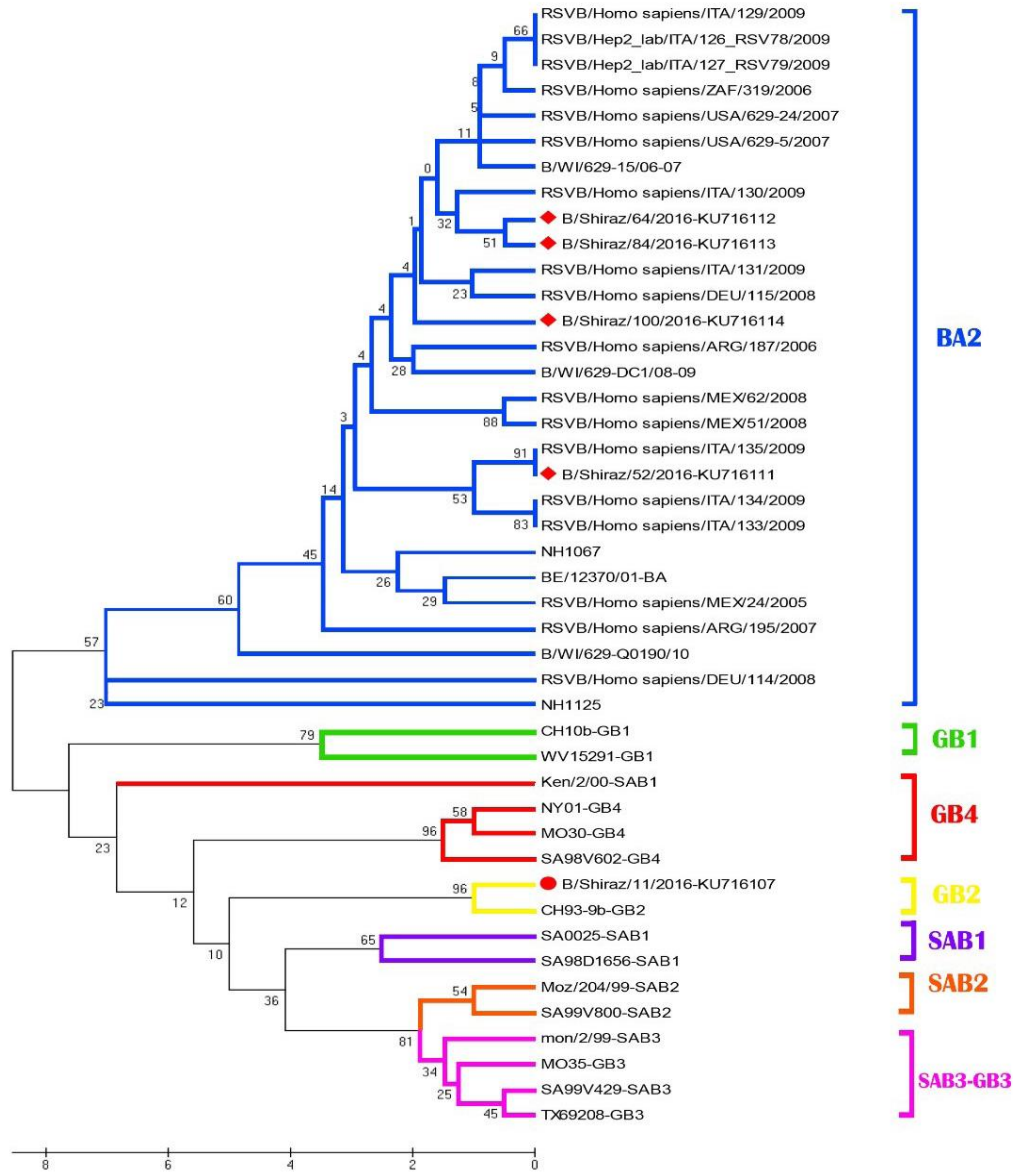 RSVB/Homo sapiens/ITA/129/2009
66
RSVB/Hep2_lab/ITA/126_RSV78/2009
9
RSVB/Hep2_lab/ITA/127_RSV79/2009
8
RSVB/Homo sapiens/ZAF/319/2006
5
RSVB/Homo sapiens/USA/629-24/2007
11
RSVB/Homo sapiens/USA/629-5/2007
0
B/WI/629-15/06-07
RSVB/Homo sapiens/ITA/130/2009
1
32
B/Shiraz/64/2016-KU716112
51
B/Shiraz/84/2016-KU716113
4
RSVB/Homo sapiens/ITA/131/2009
23
RSVB/Homo sapiens/DEU/115/2008
4
B/Shiraz/100/2016-KU716114
BA2
RSVB/Homo sapiens/ARG/187/2006
4
28
B/WI/629-DC1/08-09
RSVB/Homo sapiens/MEX/62/2008
3
88
RSVB/Homo sapiens/MEX/51/2008
91
RSVB/Homo sapiens/ITA/135/2009
B/Shiraz/52/2016-KU716111
14
53
RSVB/Homo sapiens/ITA/134/2009
83
RSVB/Homo sapiens/ITA/133/2009
45
NH1067
26
BE/12370/01-BA
60
29
RSVB/Homo sapiens/MEX/24/2005
RSVB/Homo sapiens/ARG/195/2007
57
B/WI/629-Q0190/10
RSVB/Homo sapiens/DEU/114/2008
23
NH1125
79
CH10b-GB1
GB1
WV15291-GB1
Ken/2/00-SAB1
58
NY01-GB4
GB4
96
MO30-GB4
23
SA98V602-GB4
96
B/Shiraz/11/2016-KU716107
GB2
12
CH93-9b-GB2
65
SA0025-SAB1
SAB1
10
SA98D1656-SAB1
54
Moz/204/99-SAB2
SAB2
36
SA99V800-SAB2
81
mon/2/99-SAB3
34
MO35-GB3
25
SAB3-GB3
SA99V429-SAB3
45
TX69208-GB3
8 6 4 2 0